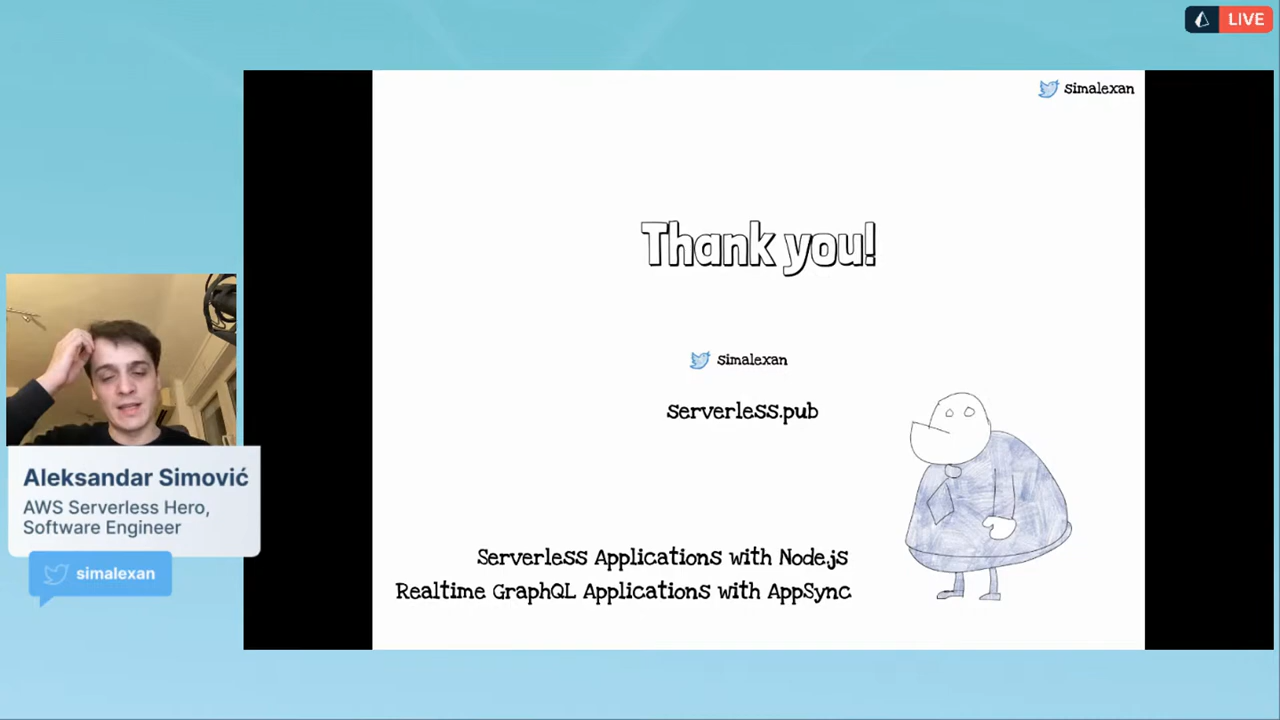 LIVE
simalexan
Thank you!
simalexan
serverless.pub
Serverless Applications with Node.js
Realtime GraphQL Applications with AppSync
Aleksandar Simović
AWS Serverless Hero,
Software Engineer
simalexan